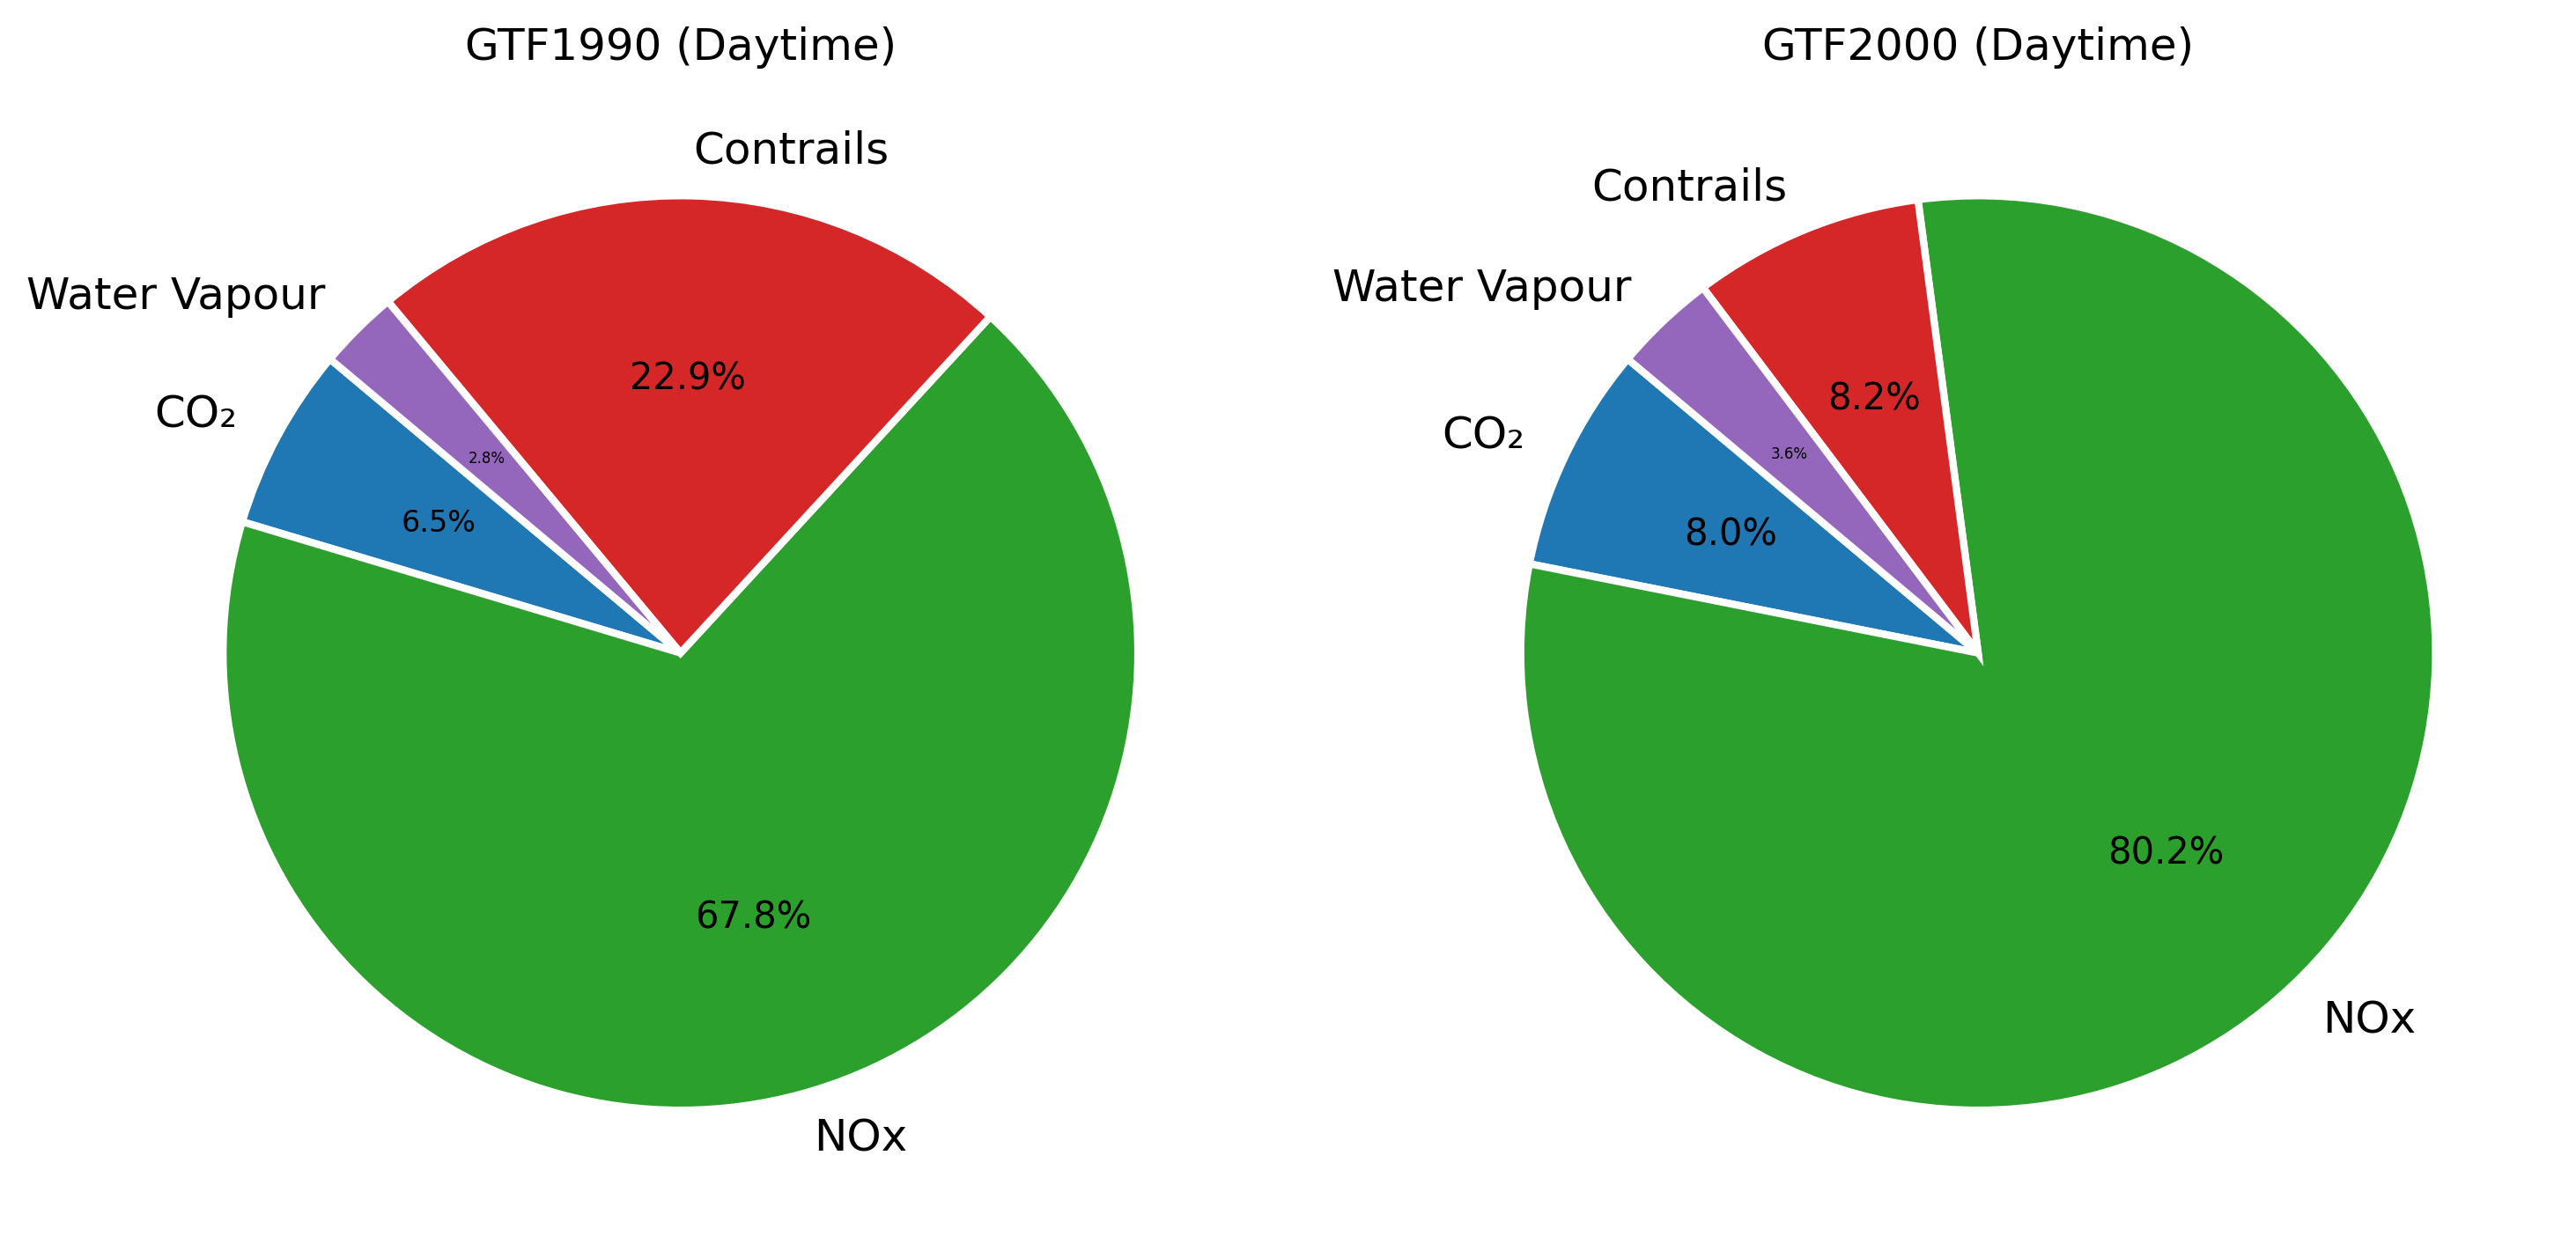 GTF1990 (Daytime)
Contrails
Water Vapour
CO₂
22.9%
2.8%
6.5%
67.8%
NOx
GTF2000 (Daytime)
Contrails
Water Vapour
CO₂
8.2%
3.6%
8.0%
80.2%
NOx